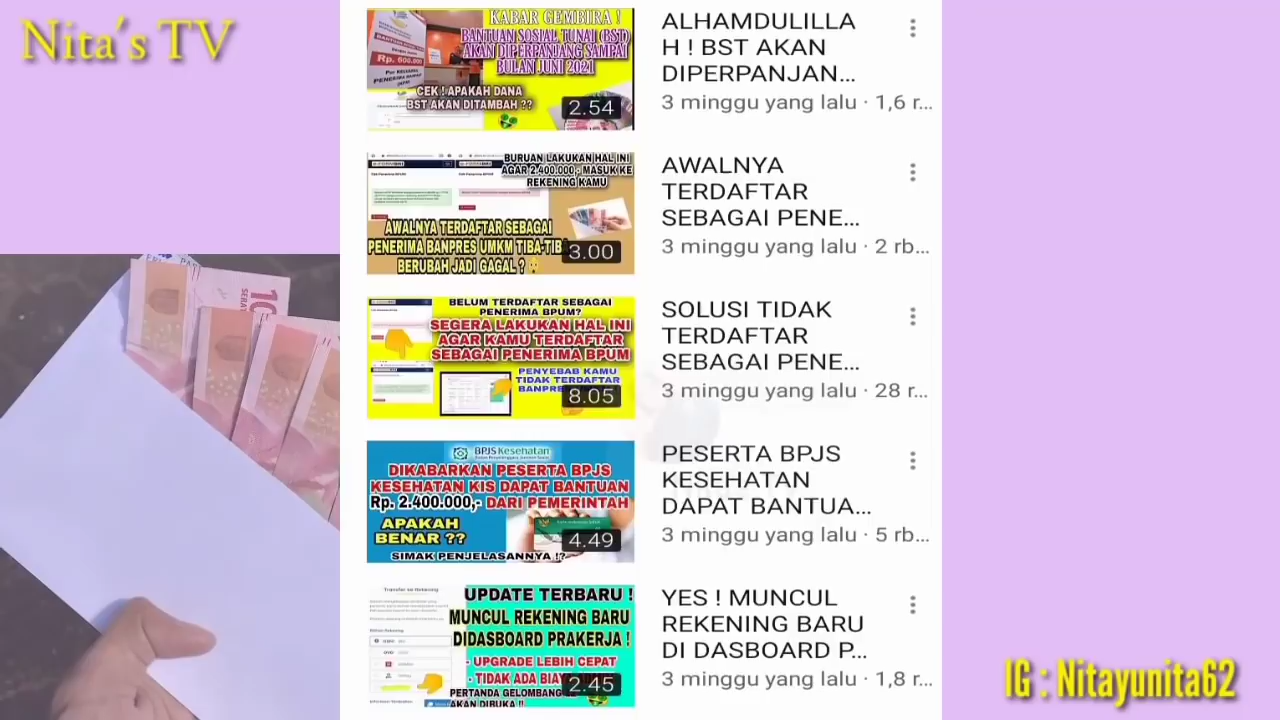 Nita's TV
KABAR GEMBIRA !
BANTUAN SOSIAL TUNAI (BST)
AKAN DIPERPANJANG SAMPAI
BULAN JUNI 2021
Rp. 600.000
CEK ! APAKAH DANA
BST AKAN DITAMBAH ??
2.54
ALHAMDULILLA
H ! BST AKAN
DIPERPANJAN...
3 minggu yang lalu · 1,6 r...
BURUAN LAKUKAN HAL INI
AGAR 2.400.000,- MASUK KE
REKENING KAMU
AWALNYA TERDAFTAR SEBAGAI
PENERIMA BANPRES UMKM TIBA-TIBA
BERUBAH JADI GAGAL ?
3.00
AWALNYA
TERDAFTAR
SEBAGAI PENE...
3 minggu yang lalu · 2 rb...
BELUM TERDAFTAR SEBAGAI
PENERIMA BPUM?
SEGERA LAKUKAN HAL INI
AGAR KAMU TERDAFTAR
SEBAGAI PENERIMA BPUM
PENYEBAB KAMU
TIDAK TERDAFTAR
8.05
SOLUSI TIDAK
TERDAFTAR
SEBAGAI PENE...
3 minggu yang lalu · 28 r...
BPJS Kesehatan
DIKABARKAN PESERTA BPJS
KESEHATAN KIS DAPAT BANTUAN
Rp. 2.400.000,- DARI PEMERINTAH
APAKAH
BENAR ??
SIMAK PENJELASANNYA !?
4.49
PESERTA BPJS
KESEHATAN
DAPAT BANTUA...
3 minggu yang lalu · 5 rb...
Transfer ke Rekening
UPDATE TERBARU !
MUNCUL REKENING BARU
DIDASBOARD PRAKERJA !
- UPGRADE LEBIH CEPAT
- TIDAK ADA BIAYA
PERTANDA GELOMBANG
AKAN DIBUKA !!
2.45
YES ! MUNCUL
REKENING BARU
DI DASBOARD P...
3 minggu yang lalu · 1,8 r...
IG : Nitayunita62